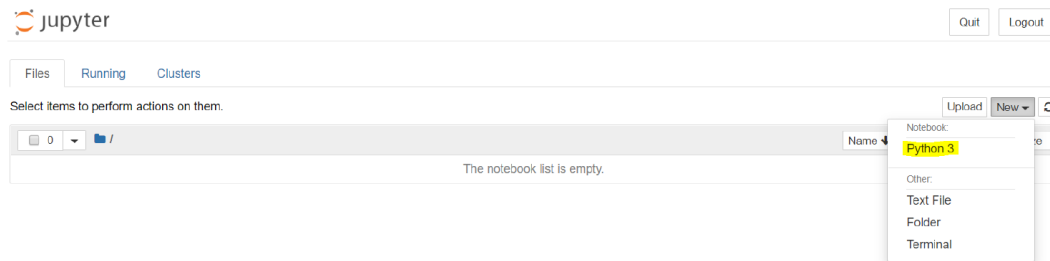 jupyter
Quit
Logout
Files
Running
Clusters
Select items to perform actions on them.
Upload
New
0
/
Name
Notebook:
Python 3
The notebook list is empty.
Other:
Text File
Folder
Terminal